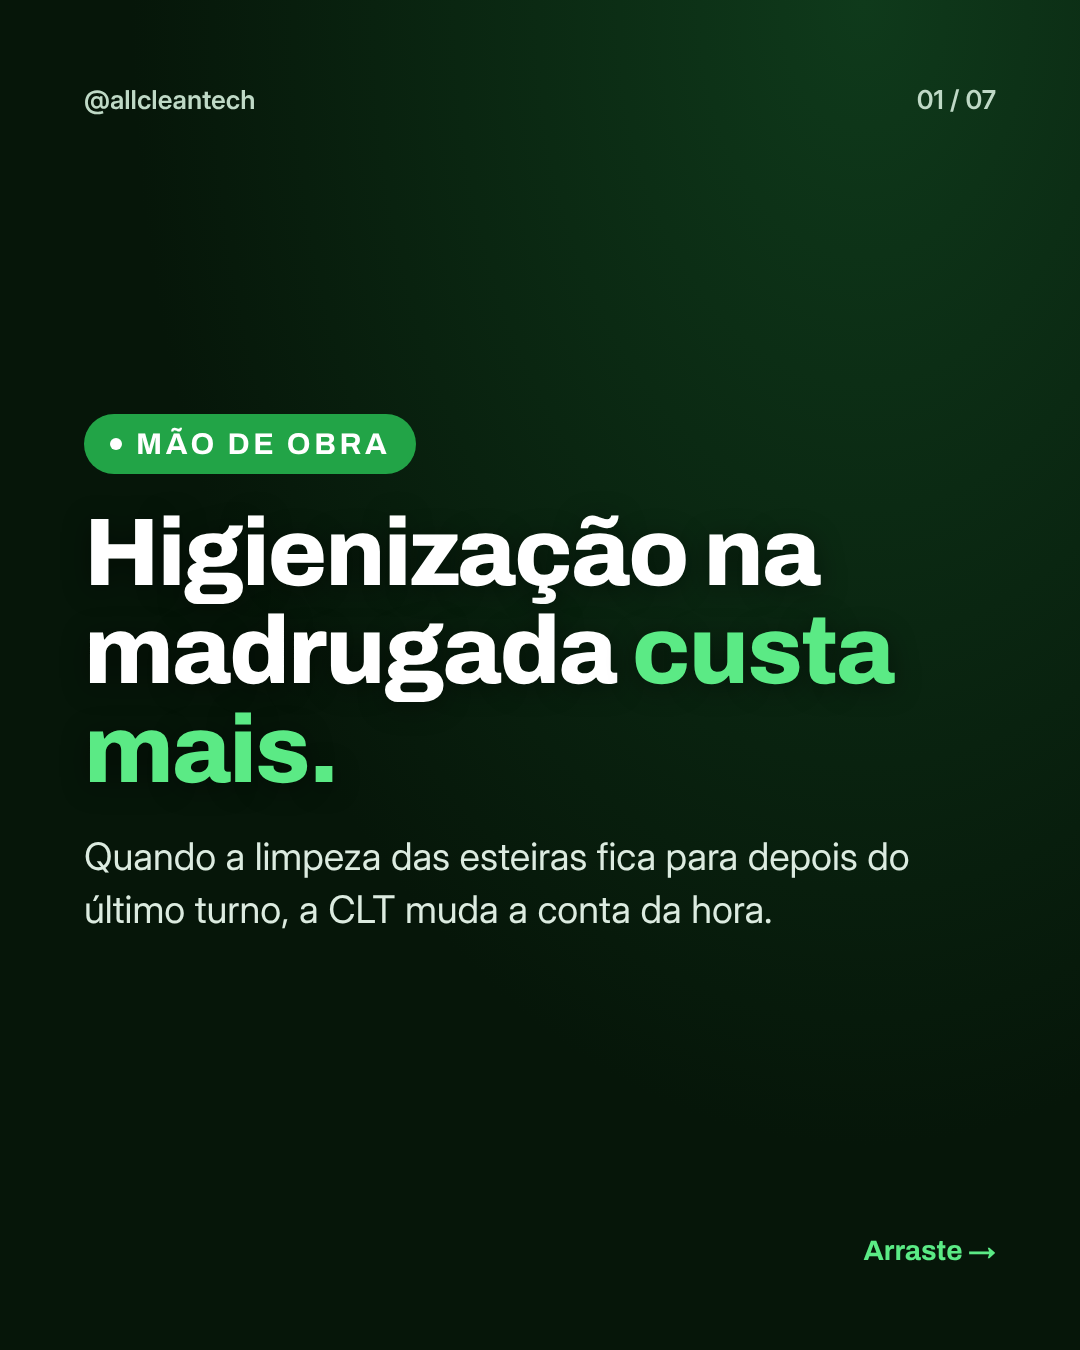 @allcleantech
01 / 07
• MÃO DE OBRA
Higienização na
madrugada custa
mais.
Quando a limpeza das esteiras fica para depois do
último turno, a CLT muda a conta da hora.
Arraste →